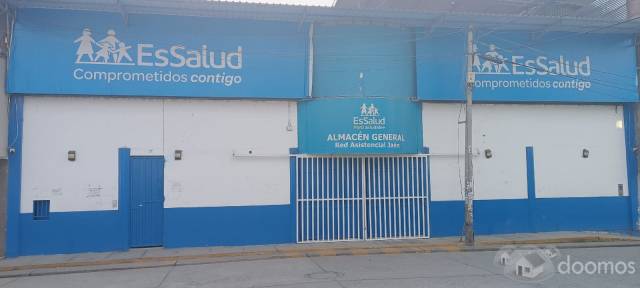 EsSalud
Comprometidos contigo
EsSalud
ALMACÉN GENERAL
Red Asistencial Jaén
EsSalud
Comprometidos contigo
doomos